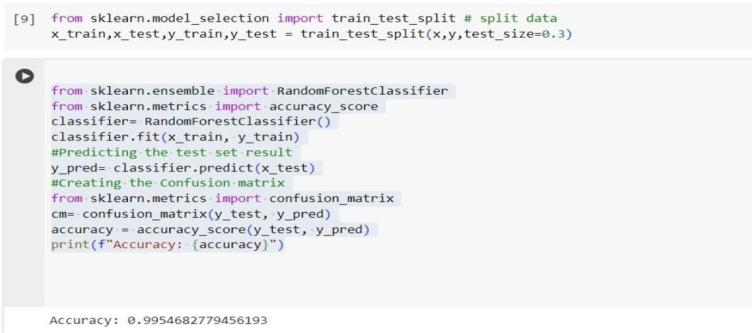 [9] from sklearn.model_selection import train_test_split # split data
x_train,x_test,y_train,y_test = train_test_split(x,y,test_size=0.3)
from sklearn.ensemble import RandomForestClassifier
from sklearn.metrics import accuracy_score
classifier= RandomForestClassifier()
classifier.fit(x_train, y_train)
#Predicting the test set result
y_pred= classifier.predict(x_test)
#Creating the Confusion matrix
from sklearn.metrics import confusion_matrix
cm= confusion_matrix(y_test, y_pred)
accuracy = accuracy_score(y_test, y_pred)
print(f"Accuracy: {accuracy}")
Accuracy: 0.9954682779456193